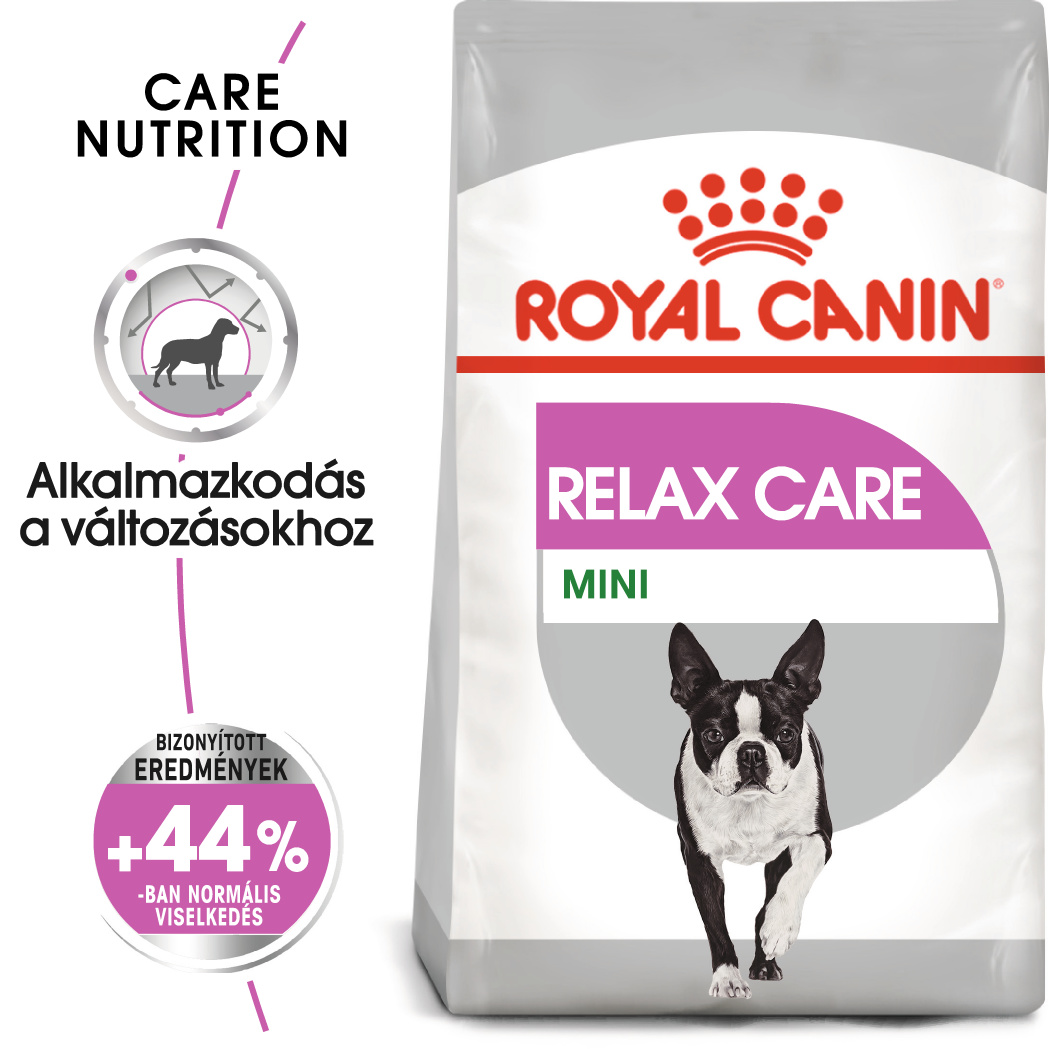 CARE
NUTRITION
Alkalmazkodás
a változásokhoz
BIZONYÍTOTT
EREDMÉNYEK
+44%
-BAN NORMÁLIS
VISELKEDÉS
ROYAL CANIN®
RELAX CARE
MINI